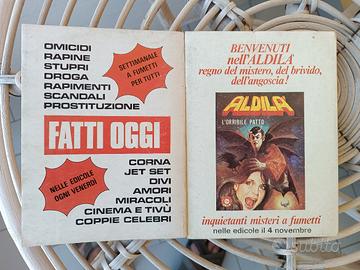 OMICIDI
RAPINE
STUPRI
DROGA
RAPIMENTI
SCANDALI
PROSTITUZIONE
SETTIMANALE
A FUMETTI
PER TUTTI
FATTI OGGI
NELLE EDICOLE
OGNI VENERDÌ
CORNA
JET SET
DIVI
AMORI
MIRACOLI
CINEMA E TIVÙ
COPPIE CELEBRI
BENVENUTI
nell'ALDILÀ
regno del mistero, del brivido,
dell'angoscia!
ALDILÀ
L'ORRIBILE PATTO
inquietanti misteri a fumetti
nelle edicole il 4 novembre
subito